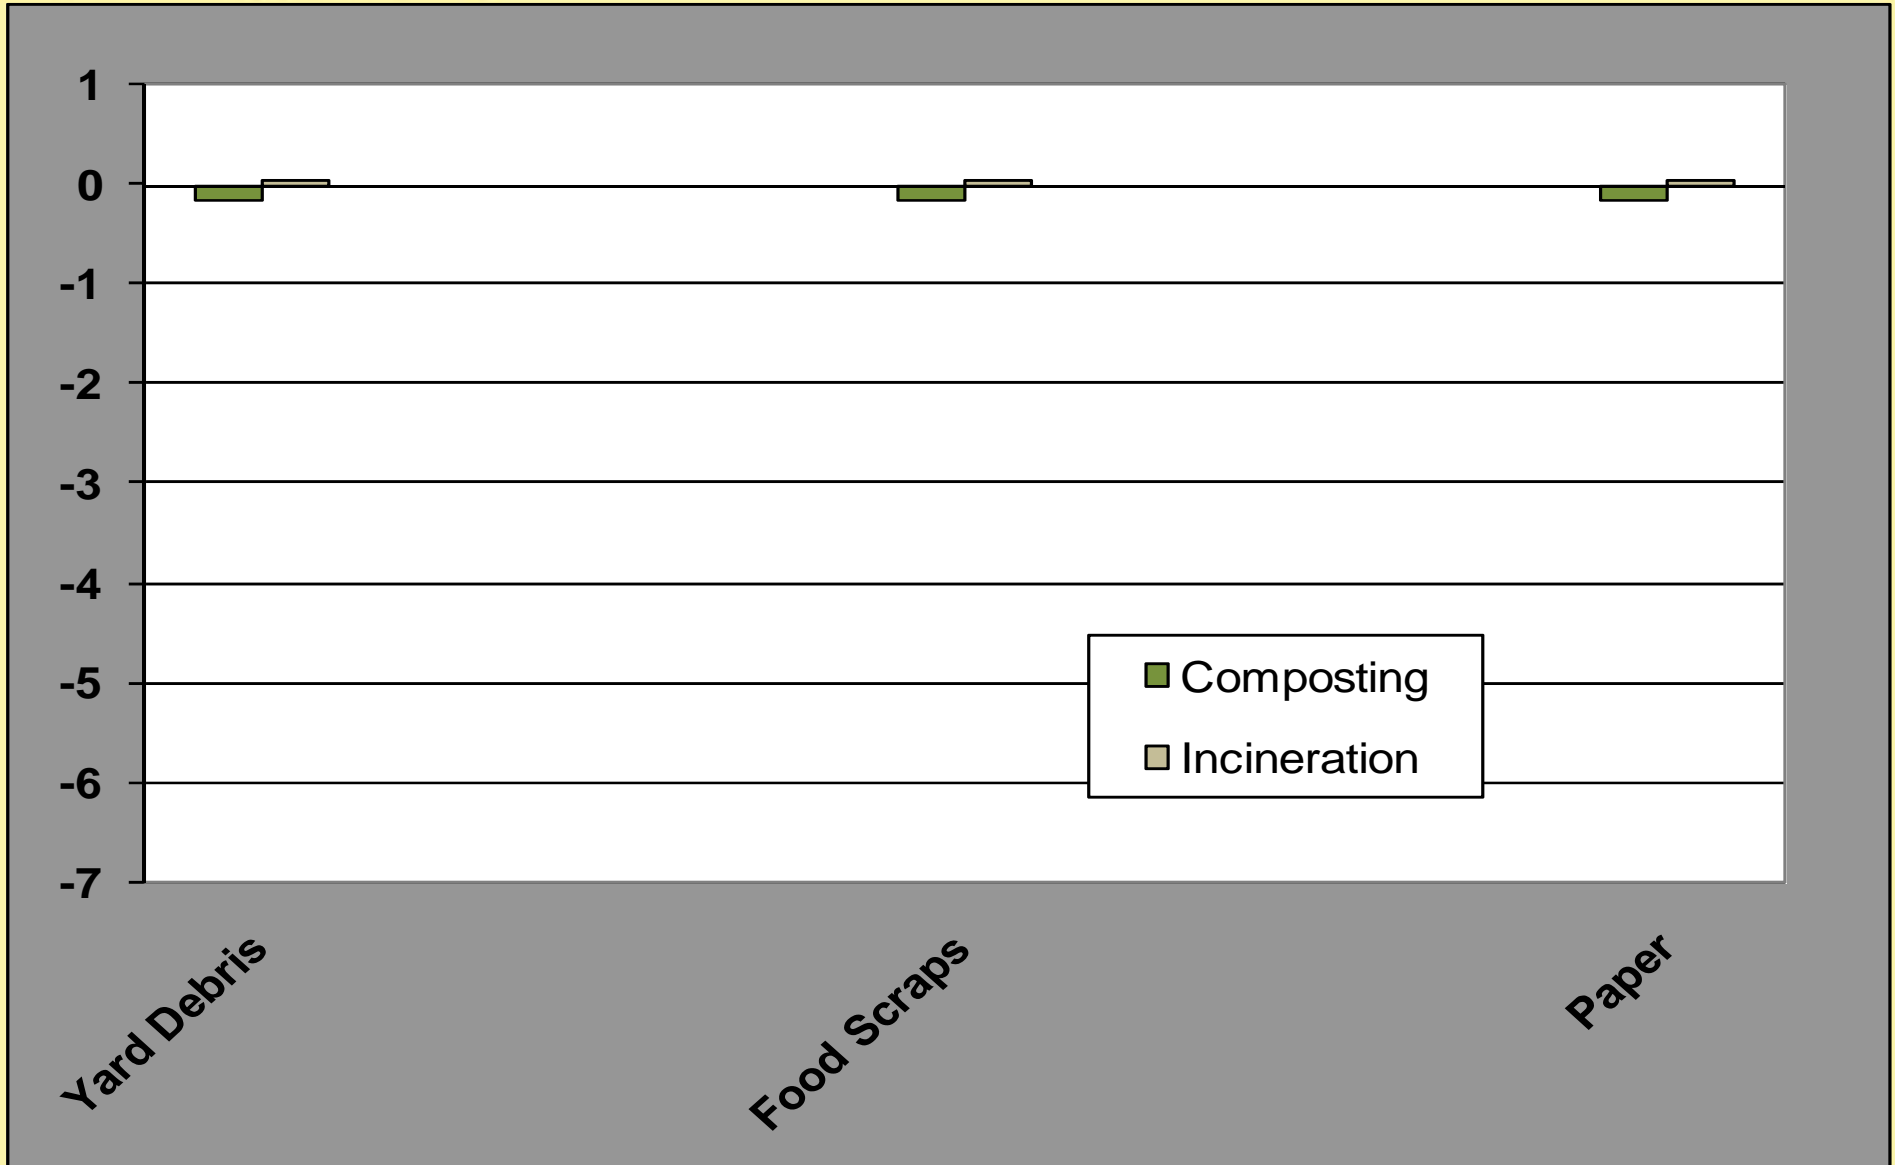 1
0
-1
-2
-3
-4
-5
-6
-7
Composting
Incineration
Yard Debris
Food Scraps
Paper